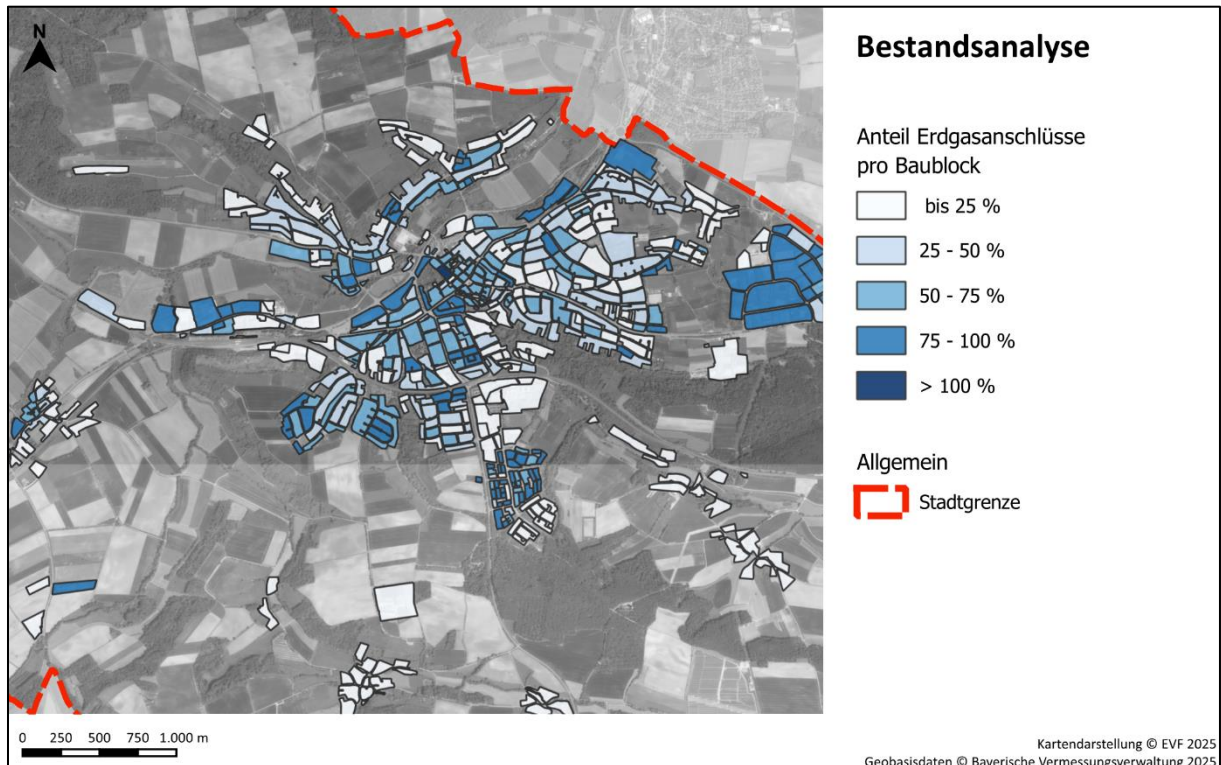 N
Bestandsanalyse
Anteil Erdgasanschlüsse
pro Baublock
bis 25 %
25 - 50 %
50 - 75 %
75 - 100 %
> 100 %
Allgemein
Stadtgrenze
0 250 500 750 1.000 m
Kartendarstellung © EVF 2025
Geobasisdaten © Bayerische Vermessungsverwaltung 2025